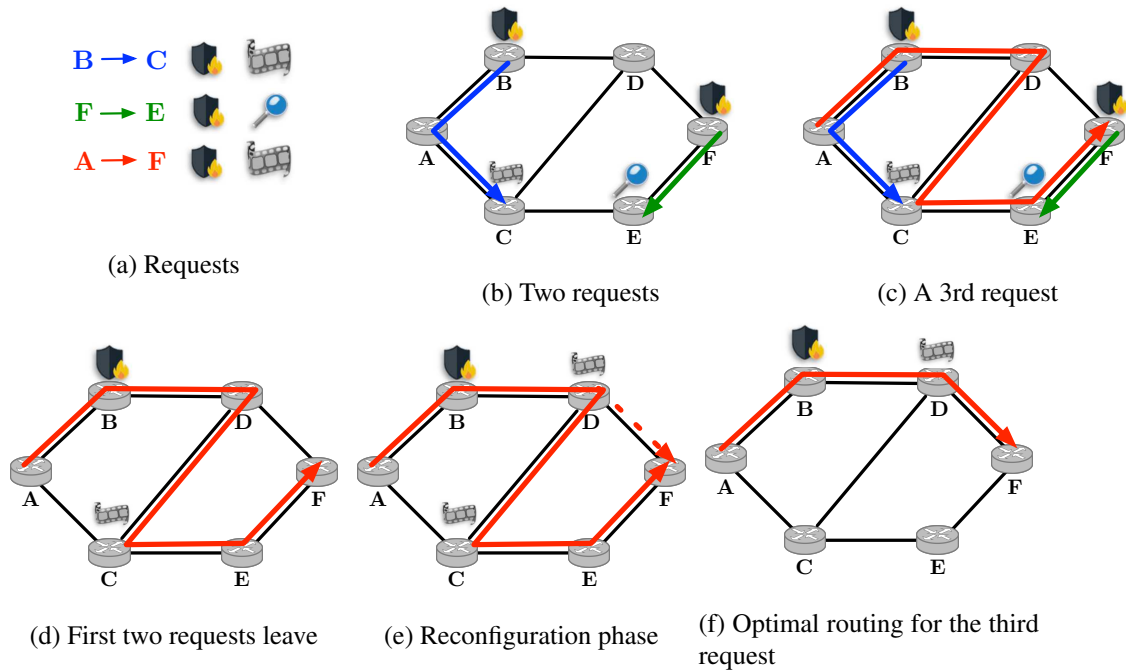 B → C
F → E
A → F
(a) Requests
B
D
A
F
C
E
(b) Two requests
B
D
A
F
C
E
(c) A 3rd request
B
D
A
F
C
E
(d) First two requests leave
B
D
A
F
C
E
(e) Reconfiguration phase
B
D
A
F
C
E
(f) Optimal routing for the third
request